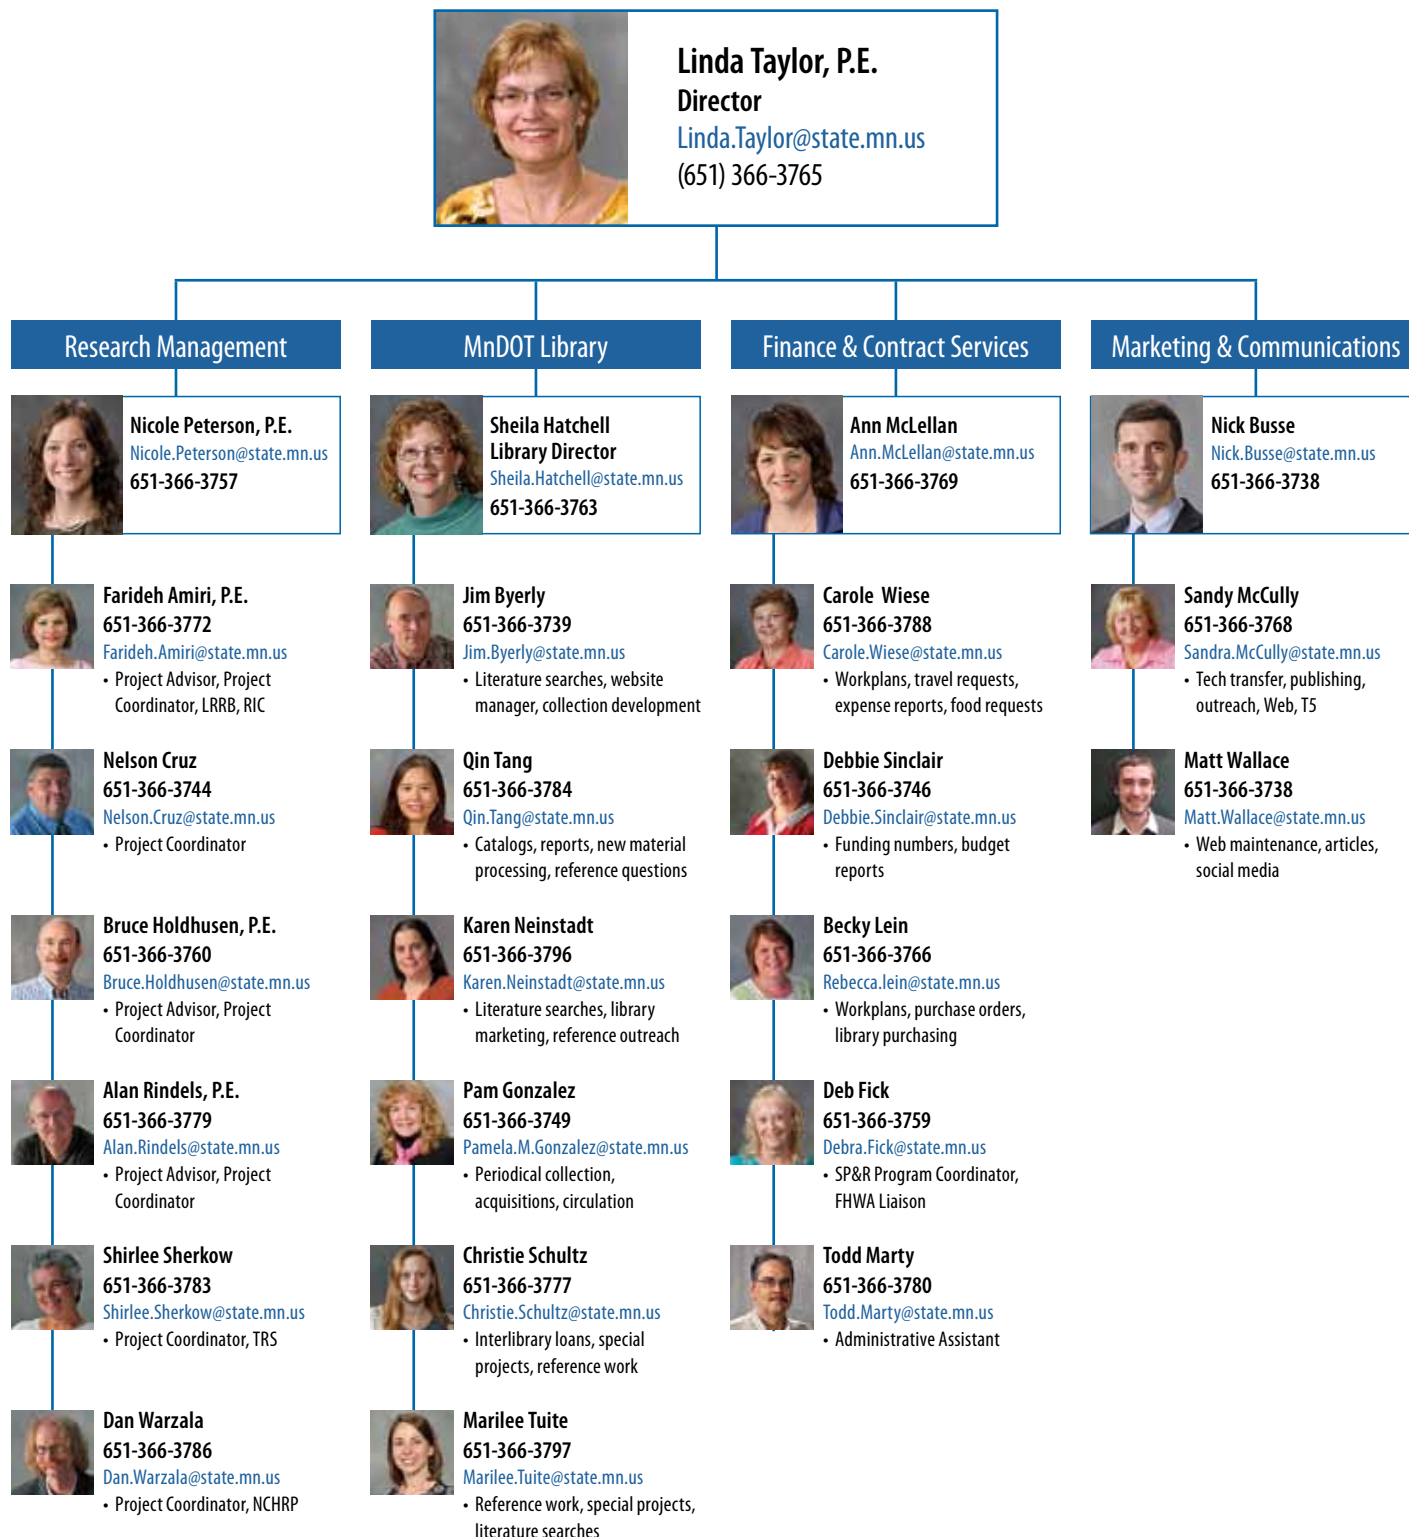 Linda Taylor, P.E.
Director
Linda.Taylor@state.mn.us
(651) 366-3765
Research Management
Nicole Peterson, P.E.
Nicole.Peterson@state.mn.us
651-366-3757
Farideh Amiri, P.E.
651-366-3772
Farideh.Amiri@state.mn.us
• Project Advisor, Project
Coordinator, LRRB, RIC
Nelson Cruz
651-366-3744
Nelson.Cruz@state.mn.us
• Project Coordinator
Bruce Holdhusen, P.E.
651-366-3760
Bruce.Holdhusen@state.mn.us
• Project Advisor, Project
Coordinator
Alan Rindels, P.E.
651-366-3779
Alan.Rindels@state.mn.us
• Project Advisor, Project
Coordinator
Shirlee Sherkow
651-366-3783
Shirlee.Sherkow@state.mn.us
• Project Coordinator, TRS
Dan Warzala
651-366-3786
Dan.Warzala@state.mn.us
• Project Coordinator, NCHRP
MnDOT Library
Sheila Hatchell
Library Director
Sheila.Hatchell@state.mn.us
651-366-3763
Jim Byerly
651-366-3739
Jim.Byerly@state.mn.us
• Literature searches, website
manager, collection development
Qin Tang
651-366-3784
Qin.Tang@state.mn.us
• Catalogs, reports, new material
processing, reference questions
Karen Neinstadt
651-366-3796
Karen.Neinstadt@state.mn.us
• Literature searches, library
marketing, reference outreach
Pam Gonzalez
651-366-3749
Pamela.M.Gonzalez@state.mn.us
• Periodical collection,
acquisitions, circulation
Christie Schultz
651-366-3777
Christie.Schultz@state.mn.us
• Interlibrary loans, special
projects, reference work
Marilee Tuite
651-366-3797
Marilee.Tuite@state.mn.us
• Reference work, special projects,
literature searches
Finance & Contract Services
Ann McLellan
Ann.McLellan@state.mn.us
651-366-3769
Carole Wiese
651-366-3788
Carole.Wiese@state.mn.us
• Workplans, travel requests,
expense reports, food requests
Debbie Sinclair
651-366-3746
Debbie.Sinclair@state.mn.us
• Funding numbers, budget
reports
Becky Lein
651-366-3766
Rebecca.lein@state.mn.us
• Workplans, purchase orders,
library purchasing
Deb Fick
651-366-3759
Debra.Fick@state.mn.us
• SP&R Program Coordinator,
FHWA Liaison
Todd Marty
651-366-3780
Todd.Marty@state.mn.us
• Administrative Assistant
Marketing & Communications
Nick Busse
Nick.Busse@state.mn.us
651-366-3738
Sandy McCully
651-366-3768
Sandra.McCully@state.mn.us
• Tech transfer, publishing,
outreach, Web, T5
Matt Wallace
651-366-3738
Matt.Wallace@state.mn.us
• Web maintenance, articles,
social media